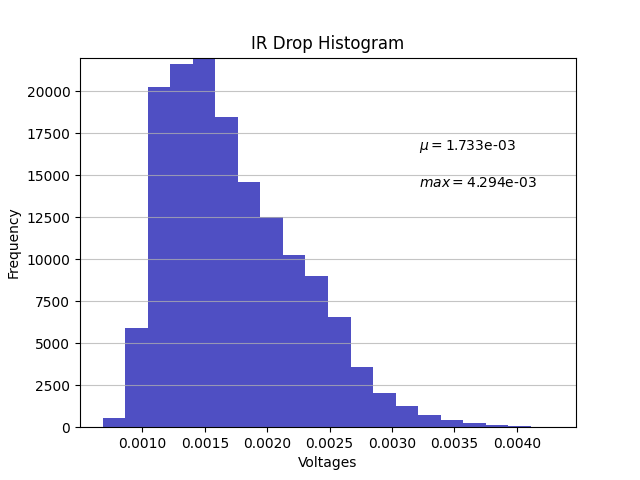 IR Drop Histogram
20000
17500
15000
12500
10000
7500
5000
2500
0
Frequency
μ = 1.733e-03
max = 4.294e-03
0.0010 0.0015 0.0020 0.0025 0.0030 0.0035 0.0040
Voltages